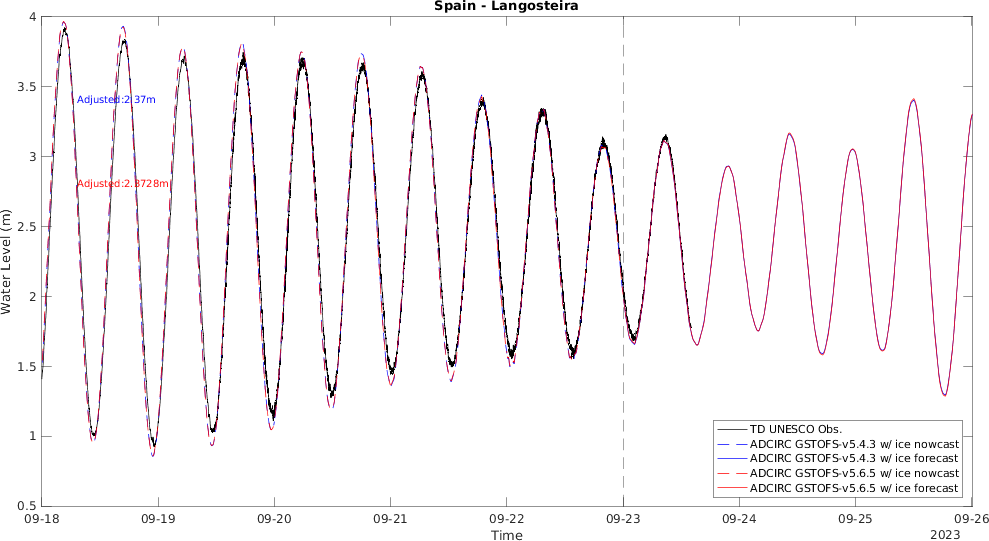 Spain - Langosteira
4
3.5
3
2.5
2
1.5
1
0.5
Water Level (m)
Adjusted:2.37m
Adjusted:2.3728m
TD UNESCO Obs.
ADCIRC GSTOFS-v5.4.3 w/ ice nowcast
ADCIRC GSTOFS-v5.4.3 w/ ice forecast
ADCIRC GSTOFS-v5.6.5 w/ ice nowcast
ADCIRC GSTOFS-v5.6.5 w/ ice forecast
09-18 09-19 09-20 09-21 09-22 09-23 09-24 09-25 09-26
Time
2023